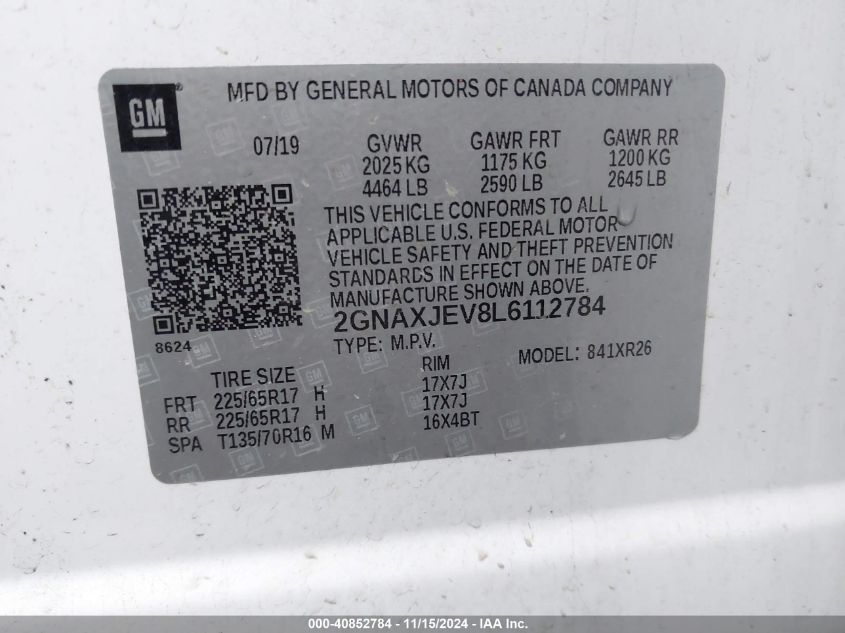 GM
MFD BY GENERAL MOTORS OF CANADA COMPANY
07/19 GVWR GAWR FRT GAWR RR
2025 KG 1175 KG 1200 KG
4464 LB 2590 LB 2645 LB
THIS VEHICLE CONFORMS TO ALL
APPLICABLE U.S. FEDERAL MOTOR
VEHICLE SAFETY AND THEFT PREVENTION
STANDARDS IN EFFECT ON THE DATE OF
MANUFACTURE SHOWN ABOVE.
2GNAXJEV8L6112784
8624
TYPE: M.P.V. MODEL: 841XR26
TIRE SIZE RIM
FRT 225/65R17 H 17X7J
RR 225/65R17 H 17X7J
SPA T135/70R16 M 16X4BT
000-40852784 - 11/15/2024 - IAAI.com